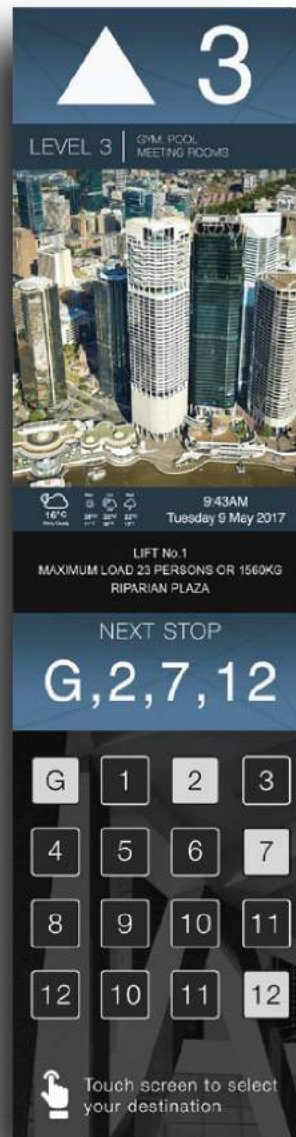 3
LEVEL 3
GYM, POOL
MEETING ROOMS
16°C
9:43AM
Tuesday 9 May 2017
LIFT No.1
MAXIMUM LOAD 23 PERSONS OR 1560KG
RIPARIAN PLAZA
NEXT STOP
G,2,7,12
G 1 2 3
4 5 6 7
8 9 10 11
12 10 11 12
Touch screen to select
your destination